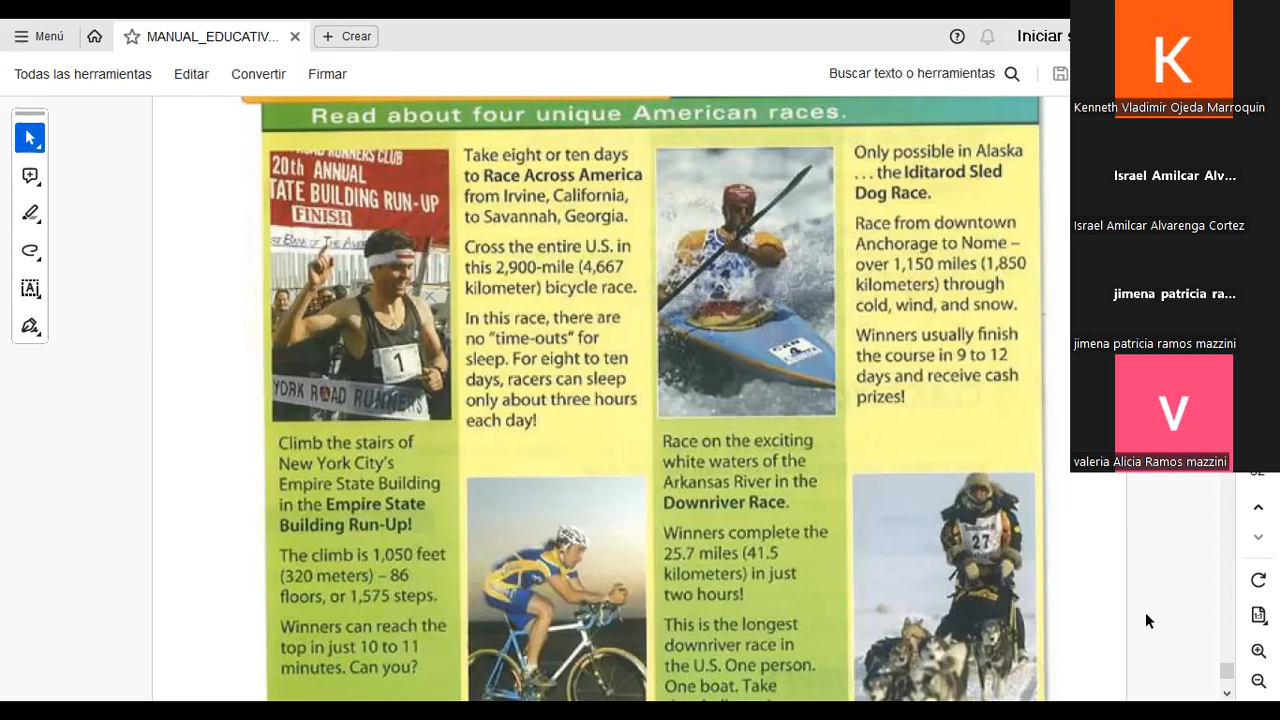 Menú
MANUAL_EDUCATIV...
Crear
Iniciar
Todas las herramientas
Editar
Convertir
Firmar
Buscar texto o herramientas
Read about four unique American races.
20th ANNUAL
TATE BUILDING RUN-UP
FINISH
1
YORK ROAD RUNNERS
Climb the stairs of
New York City's
Empire State Building
in the Empire State
Building Run-Up!
The climb is 1,050 feet
(320 meters) – 86
floors, or 1,575 steps.
Winners can reach the
top in just 10 to 11
minutes. Can you?
Take eight or ten days
to Race Across America
from Irvine, California,
to Savannah, Georgia.
Cross the entire U.S. in
this 2,900-mile (4,667
kilometer) bicycle race.
In this race, there are
no "time-outs" for
sleep. For eight to ten
days, racers can sleep
only about three hours
each day!
4
Race on the exciting
white waters of the
Arkansas River in the
Downriver Race.
Winners complete the
25.7 miles (41.5
kilometers) in just
two hours!
This is the longest
downriver race in
the U.S. One person.
One boat. Take
Only possible in Alaska
. . . the Iditarod Sled
Dog Race.
Race from downtown
Anchorage to Nome –
over 1,150 miles (1,850
kilometers) through
cold, wind, and snow.
Winners usually finish
the course in 9 to 12
days and receive cash
prizes!
27
K
Kenneth Vladimir Ojeda Marroquin
Israel Amilcar Alv...
Israel Amilcar Alvarenga Cortez
jimena patricia ra...
jimena patricia ramos mazzini
V
valeria Alicia Ramos mazzini